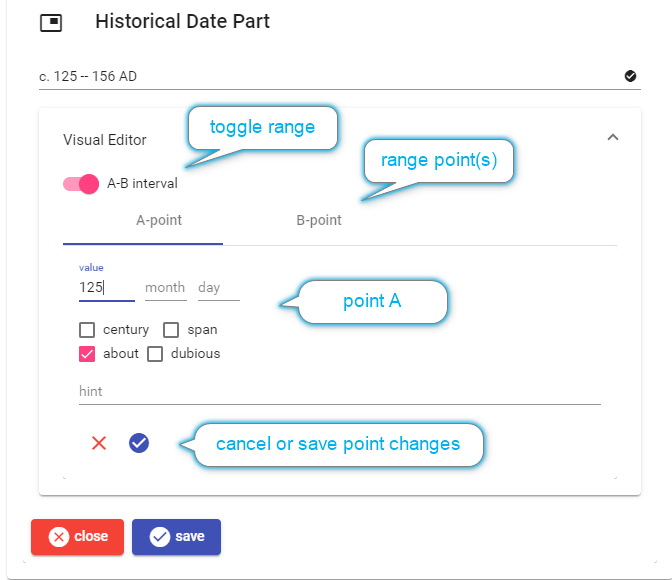 Historical Date Part
c. 125 -- 156 AD
toggle range
Visual Editor
range point(s)
A-B interval
A-point B-point
value
125 month day
point A
century span
about dubious
hint
cancel or save point changes
close save